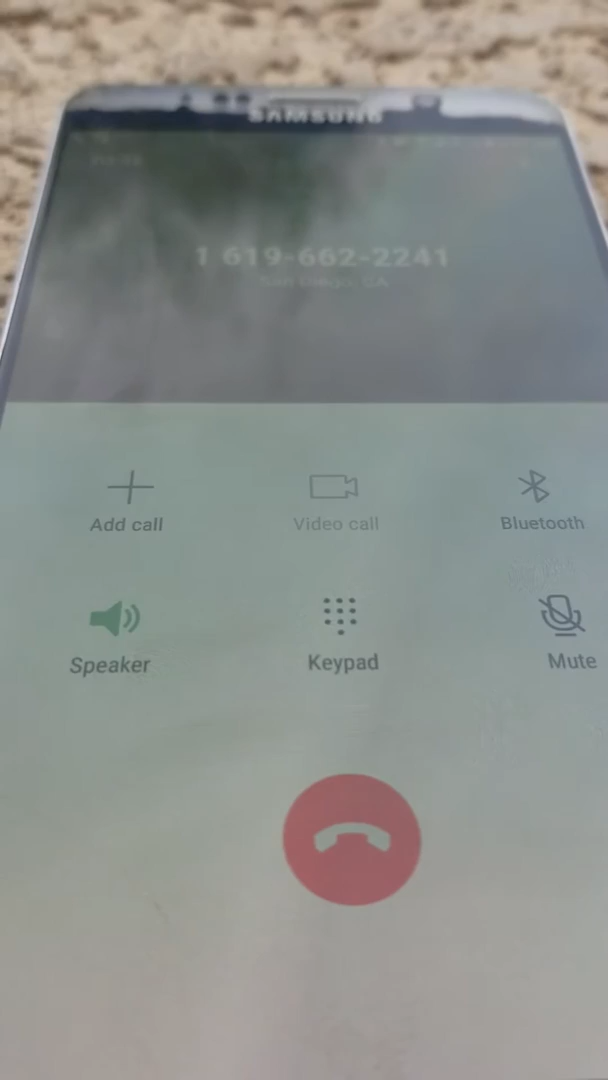 SAMSUNG
1 619-662-2241
San Diego, CA
Add call
Video call
Bluetooth
Speaker
Keypad
Mute